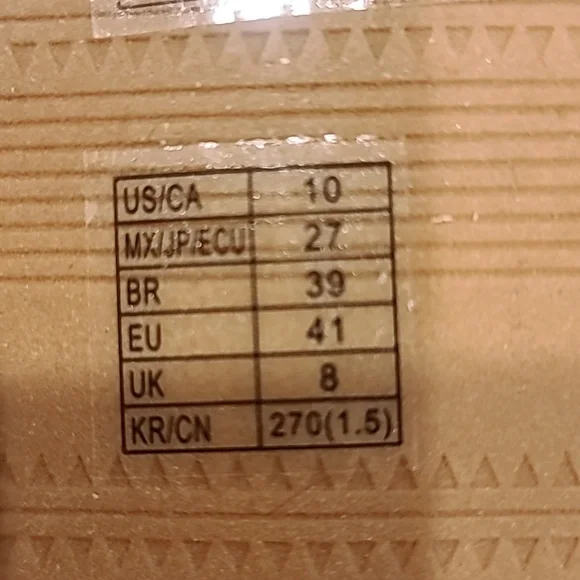 US/CA 10
MX/JP/ECU 27
BR 39
EU 41
UK 8
KR/CN 270(1.5)